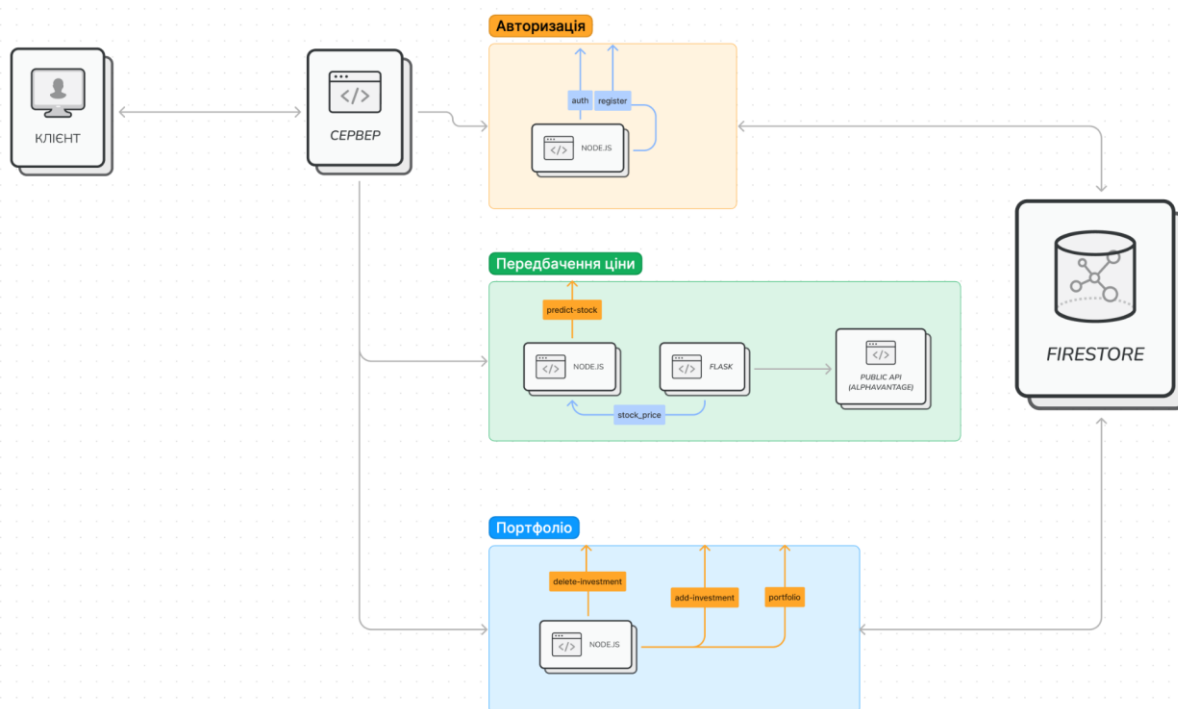 Авторизація
auth
register
NODE.JS
КЛІЄНТ
СЕРВЕР
Передбачення ціни
predict-stock
NODE.JS
FLASK
PUBLIC API
(ALPHAVANTAGE)
stock_price
FIRESTORE
Портфоліо
delete-investment
add-investment
portfolio
NODE.JS